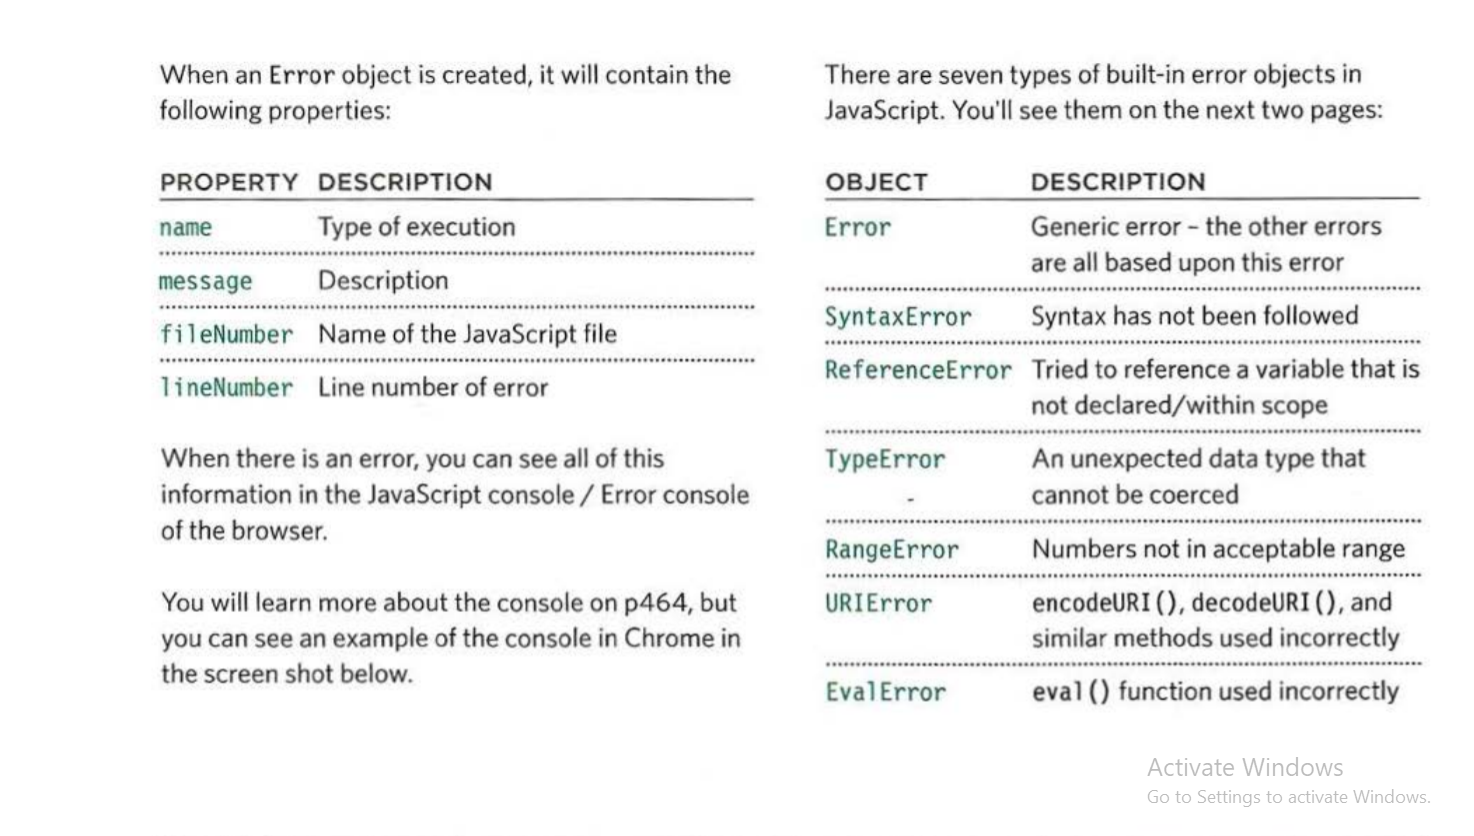 When an Error object is created, it will contain the
following properties:
PROPERTY DESCRIPTION
name Type of execution
message Description
fileNumber Name of the JavaScript file
lineNumber Line number of error
When there is an error, you can see all of this
information in the JavaScript console / Error console
of the browser.
You will learn more about the console on p464, but
you can see an example of the console in Chrome in
the screen shot below.
There are seven types of built-in error objects in
JavaScript. You'll see them on the next two pages:
OBJECT DESCRIPTION
Error Generic error – the other errors
are all based upon this error
SyntaxError Syntax has not been followed
ReferenceError Tried to reference a variable that is
not declared/within scope
TypeError An unexpected data type that
cannot be coerced
RangeError Numbers not in acceptable range
URIError encodeURI(), decodeURI(), and
similar methods used incorrectly
EvalError eval() function used incorrectly
Activate Windows
Go to Settings to activate Windows.